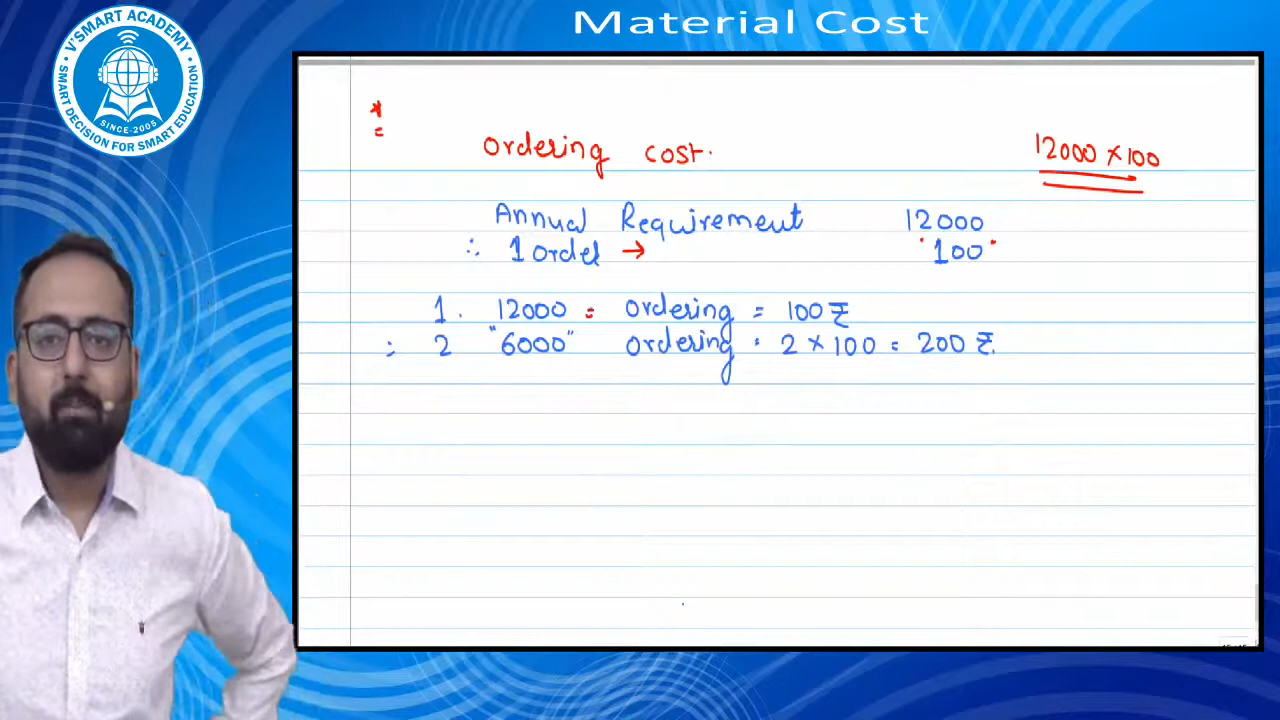 Material Cost
V'SMART ACADEMY
SINCE-2005
SMART DECISION FOR SMART EDUCATION
* =
Ordering cost.
12000 × 100
Annual Requirement 12000
∴ 1 order → 100
1. 12000 = ordering = 100 ₹
: 2 "6000" ordering . 2 × 100 = 200 ₹.